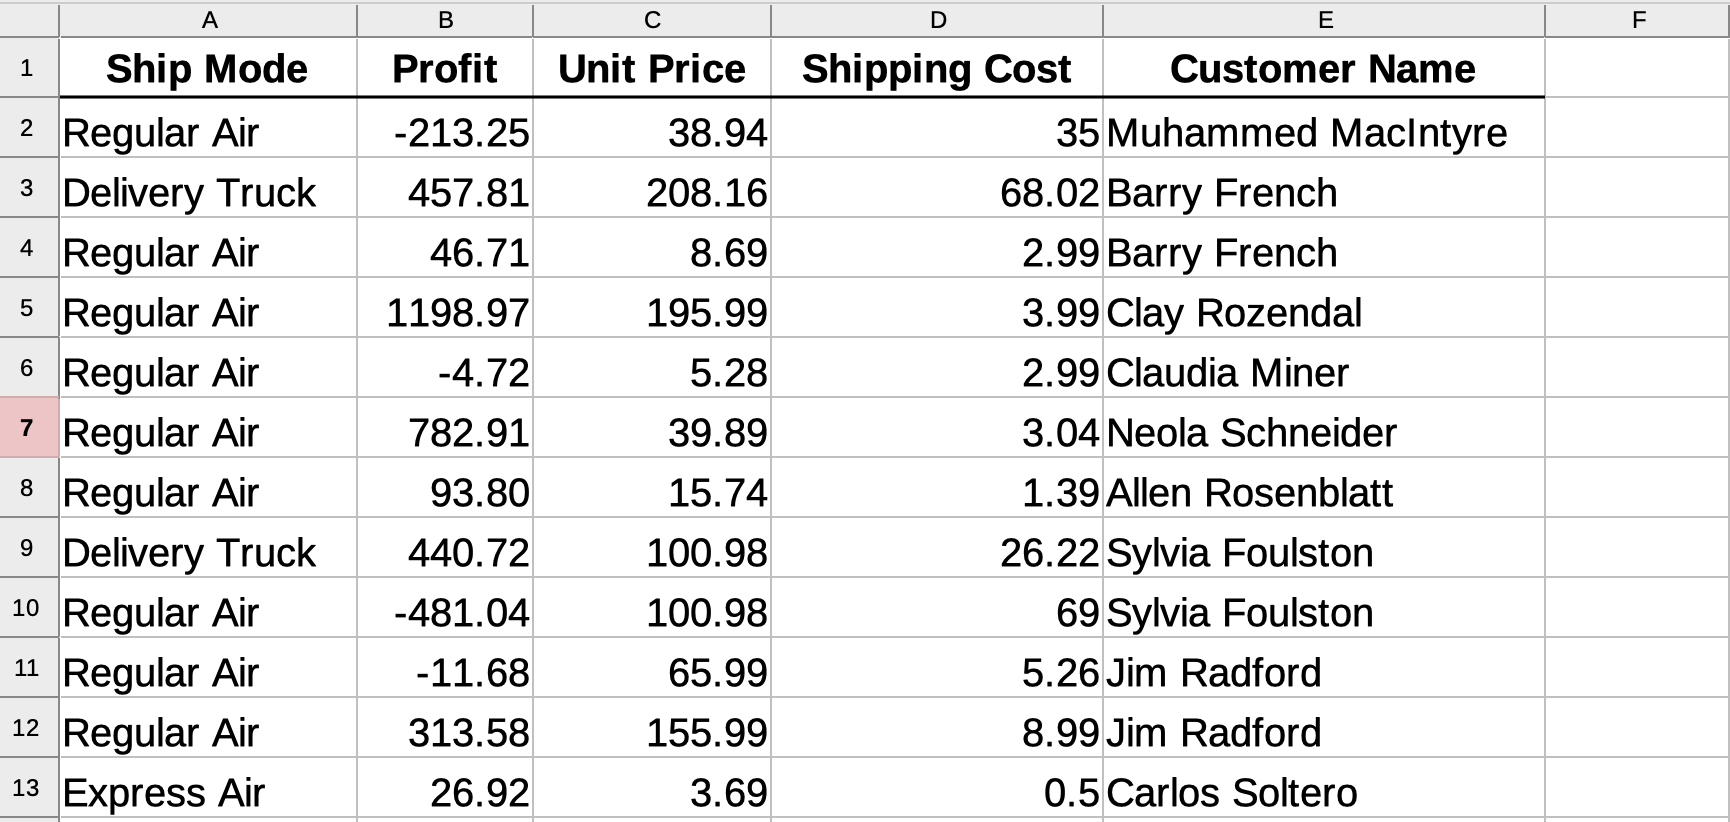 A B C D E F
1 Ship Mode Profit Unit Price Shipping Cost Customer Name
2 Regular Air -213.25 38.94 35 Muhammed MacIntyre
3 Delivery Truck 457.81 208.16 68.02 Barry French
4 Regular Air 46.71 8.69 2.99 Barry French
5 Regular Air 1198.97 195.99 3.99 Clay Rozendal
6 Regular Air -4.72 5.28 2.99 Claudia Miner
7 Regular Air 782.91 39.89 3.04 Neola Schneider
8 Regular Air 93.80 15.74 1.39 Allen Rosenblatt
9 Delivery Truck 440.72 100.98 26.22 Sylvia Foulston
10 Regular Air -481.04 100.98 69 Sylvia Foulston
11 Regular Air -11.68 65.99 5.26 Jim Radford
12 Regular Air 313.58 155.99 8.99 Jim Radford
13 Express Air 26.92 3.69 0.5 Carlos Soltero